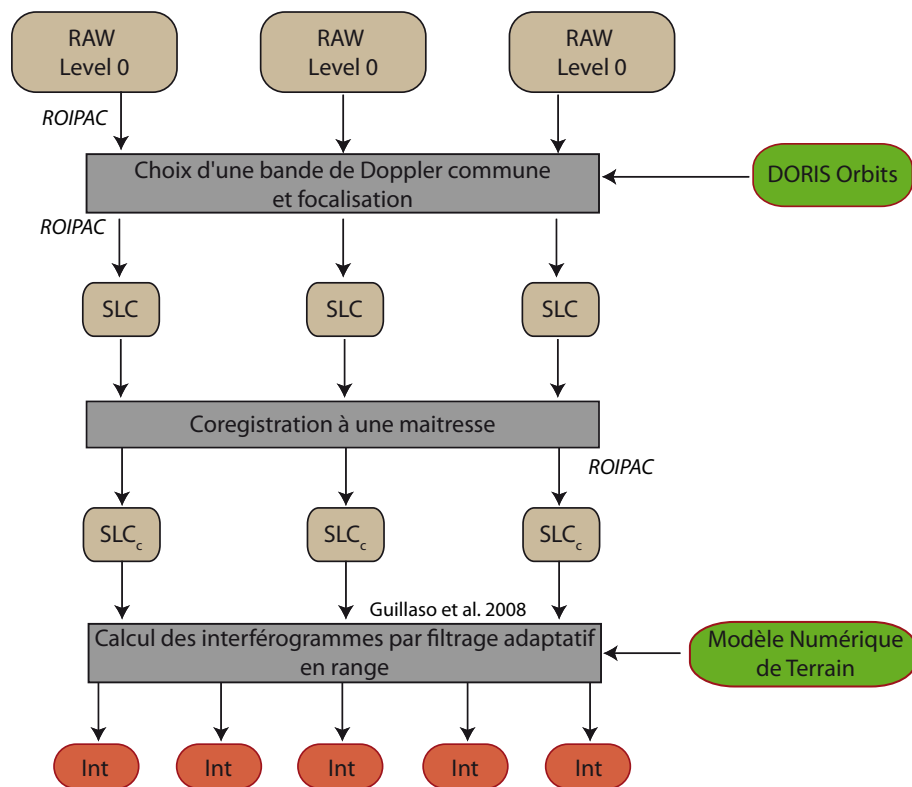 RAW
Level 0
RAW
Level 0
RAW
Level 0
ROIPAC
Choix d'une bande de Doppler commune
et focalisation
DORIS Orbits
ROIPAC
SLC
SLC
SLC
Coregistration à une maitresse
ROIPAC
SLCc
SLCc
SLCc
Guillaso et al. 2008
Calcul des interférogrammes par filtrage adaptatif
en range
Modèle Numérique
de Terrain
Int
Int
Int
Int
Int